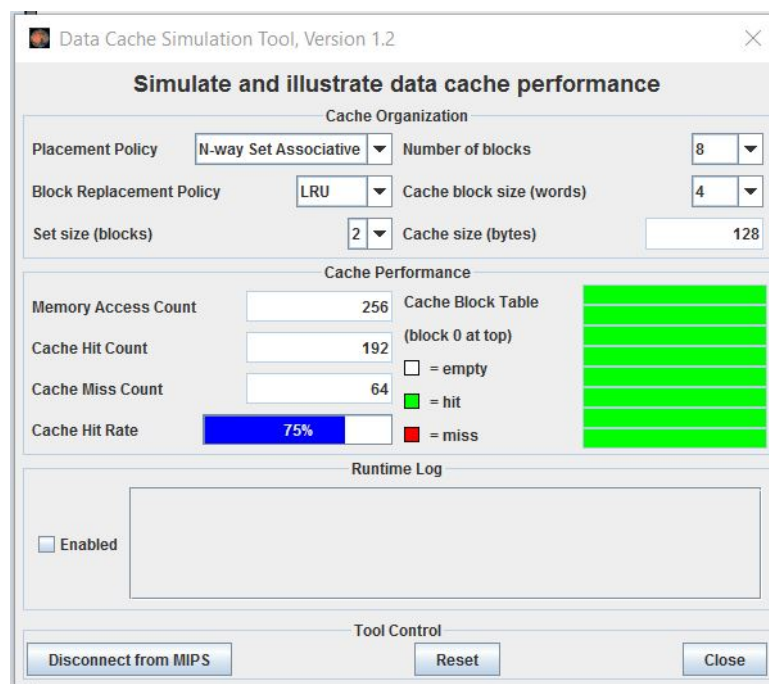 Data Cache Simulation Tool, Version 1.2
Simulate and illustrate data cache performance
Cache Organization
Placement Policy N-way Set Associative Number of blocks 8
Block Replacement Policy LRU Cache block size (words) 4
Set size (blocks) 2 Cache size (bytes) 128
Cache Performance
Memory Access Count 256 Cache Block Table
(block 0 at top)
Cache Hit Count 192
= empty
Cache Miss Count 64
= hit
Cache Hit Rate 75%
= miss
Runtime Log
Enabled
Tool Control
Disconnect from MIPS Reset Close